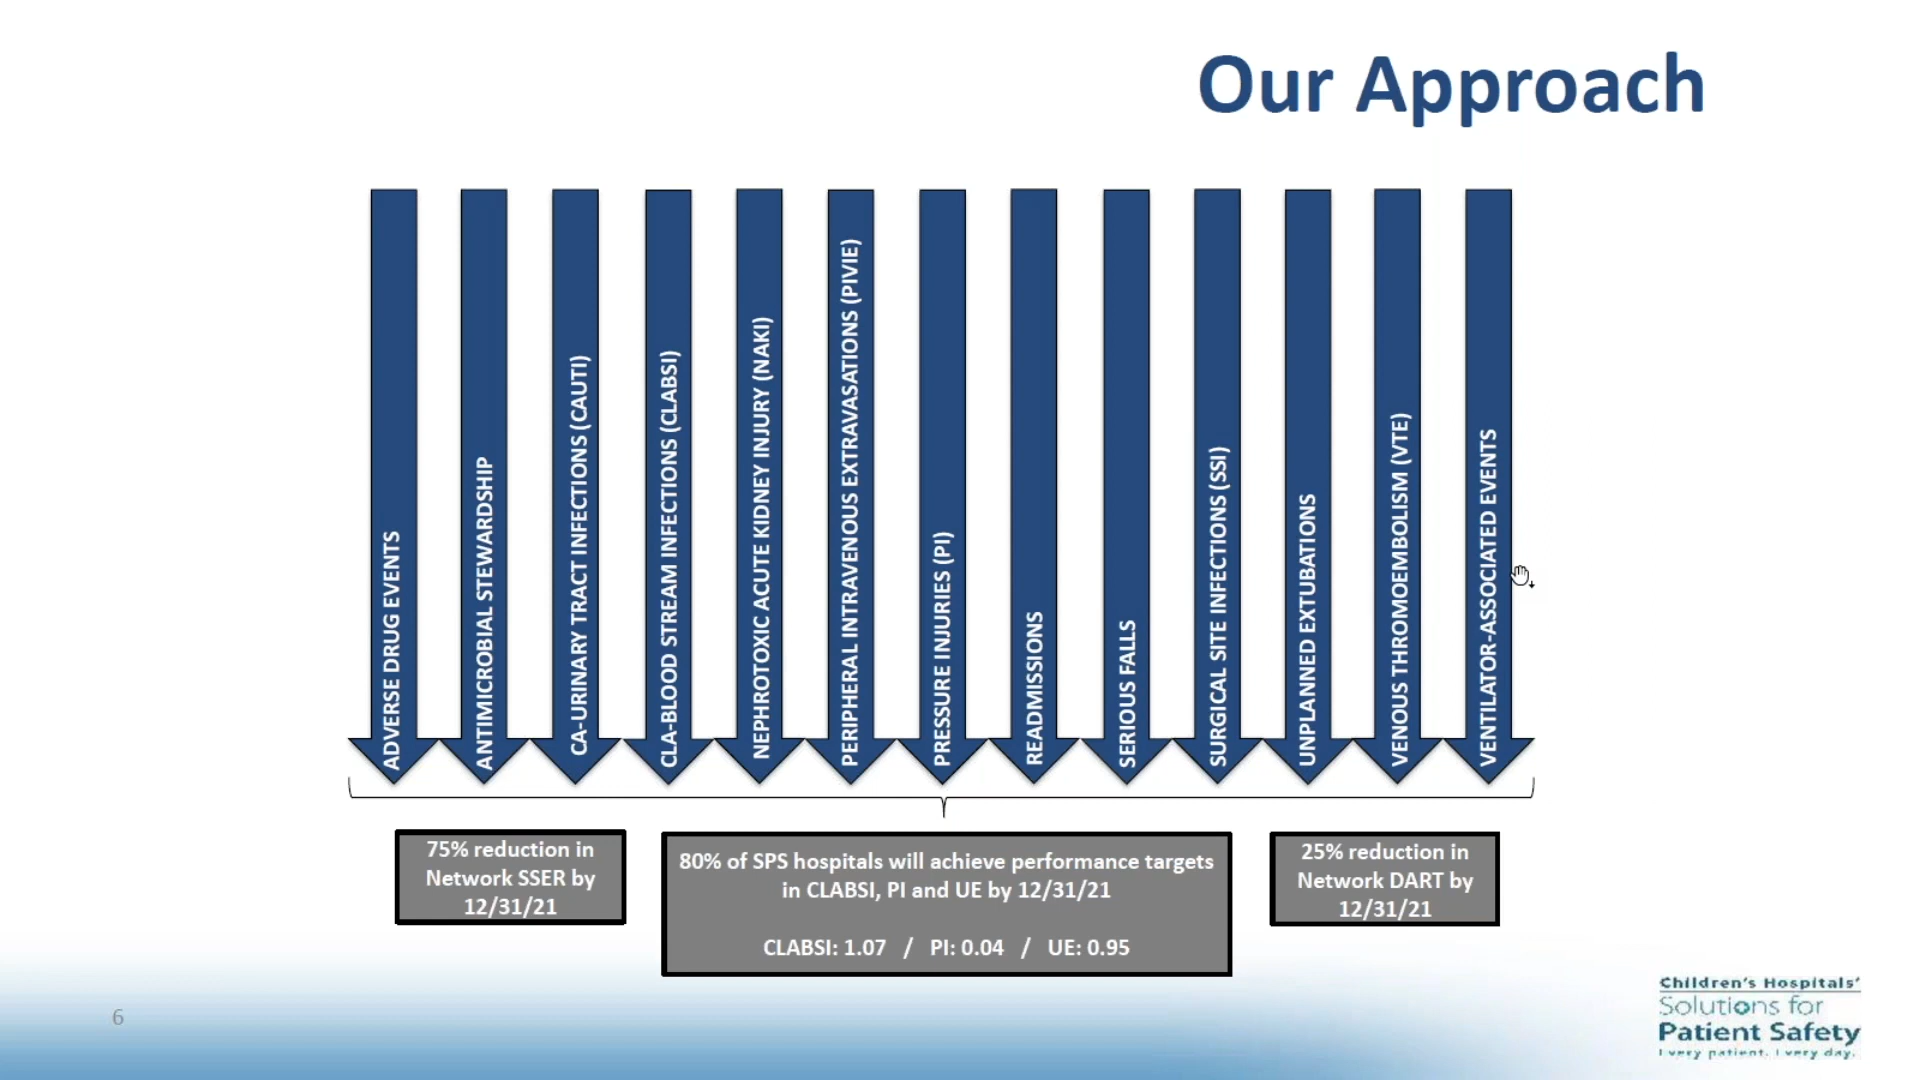 Our Approach
ADVERSE DRUG EVENTS
ANTIMICROBIAL STEWARDSHIP
CA-URINARY TRACT INFECTIONS (CAUTI)
CLA-BLOOD STREAM INFECTIONS (CLABSI)
NEPHROTOXIC ACUTE KIDNEY INJURY (NAKI)
PERIPHERAL INTRAVENOUS EXTRAVASATIONS (PIVIE)
PRESSURE INJURIES (PI)
READMISSIONS
SERIOUS FALLS
SURGICAL SITE INFECTIONS (SSI)
UNPLANNED EXTUBATIONS
VENOUS THROMOEMBOLISM (VTE)
VENTILATOR-ASSOCIATED EVENTS
75% reduction in
Network SSER by
12/31/21
80% of SPS hospitals will achieve performance targets
in CLABSI, PI and UE by 12/31/21
CLABSI: 1.07 / PI: 0.04 / UE: 0.95
25% reduction in
Network DART by
12/31/21
6
Children's Hospitals'
Solutions for
Patient Safety
Every patient. Every day.